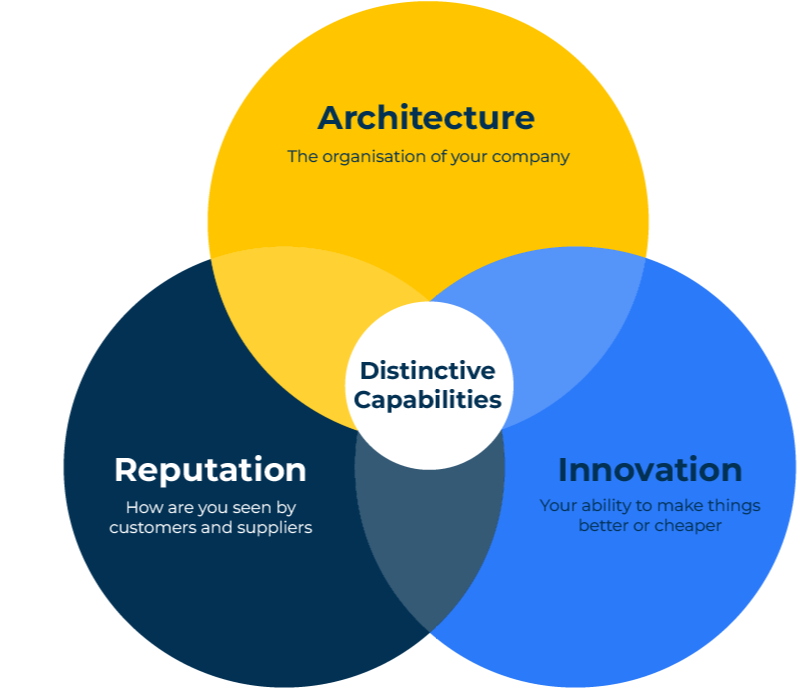 Architecture
The organisation of your company
Distinctive
Capabilities
Reputation
How are you seen by
customers and suppliers
Innovation
Your ability to make things
better or cheaper